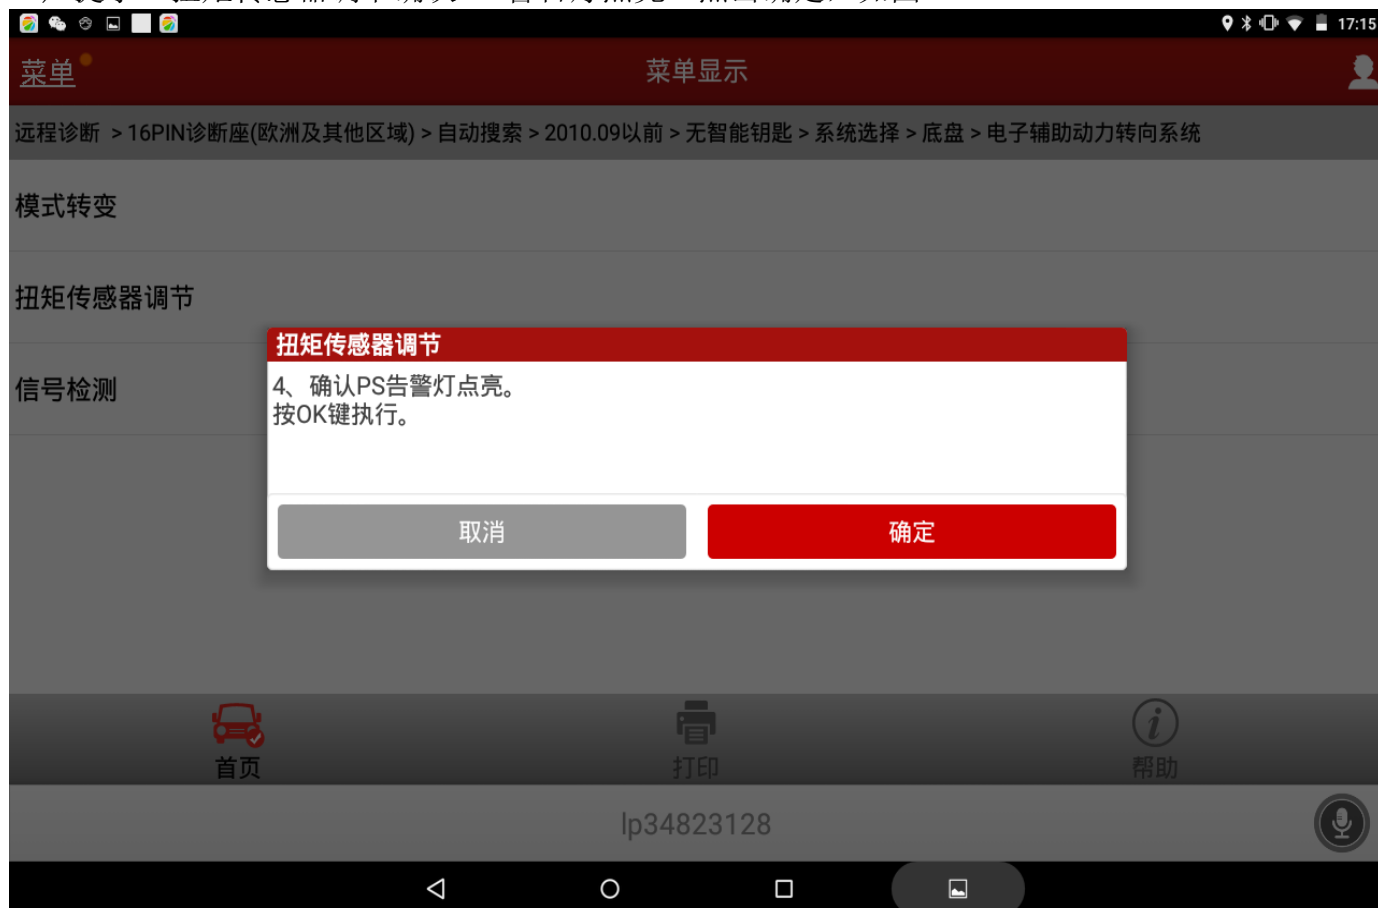 17:15
菜单
菜单显示
远程诊断 > 16PIN诊断座(欧洲及其他区域) > 自动搜索 > 2010.09以前 > 无智能钥匙 > 系统选择 > 底盘 > 电子辅助动力转向系统
模式转变
扭矩传感器调节
信号检测
扭矩传感器调节
4、确认PS告警灯点亮。
按OK键执行。
取消
确定
首页
打印
帮助
lp34823128